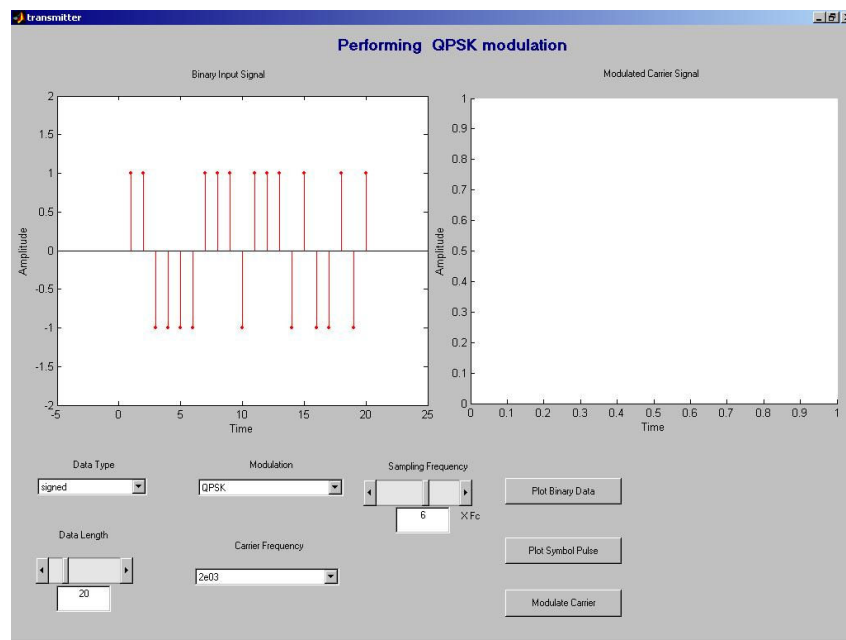 transmitter
Performing QPSK modulation
Binary Input Signal
Modulated Carrier Signal
2
1.5
1
0.5
0
-0.5
-1
-1.5
-2
Amplitude
-5
0
5
10
15
20
25
Time
1
0.9
0.8
0.7
0.6
0.5
0.4
0.3
0.2
0.1
0
Amplitude
0
0.1
0.2
0.3
0.4
0.5
0.6
0.7
0.8
0.9
1
Time
Data Type
signed
Modulation
QPSK
Sampling Frequency
6
X Fc
Plot Binary Data
Data Length
20
Carrier Frequency
2e03
Plot Symbol Pulse
Modulate Carrier